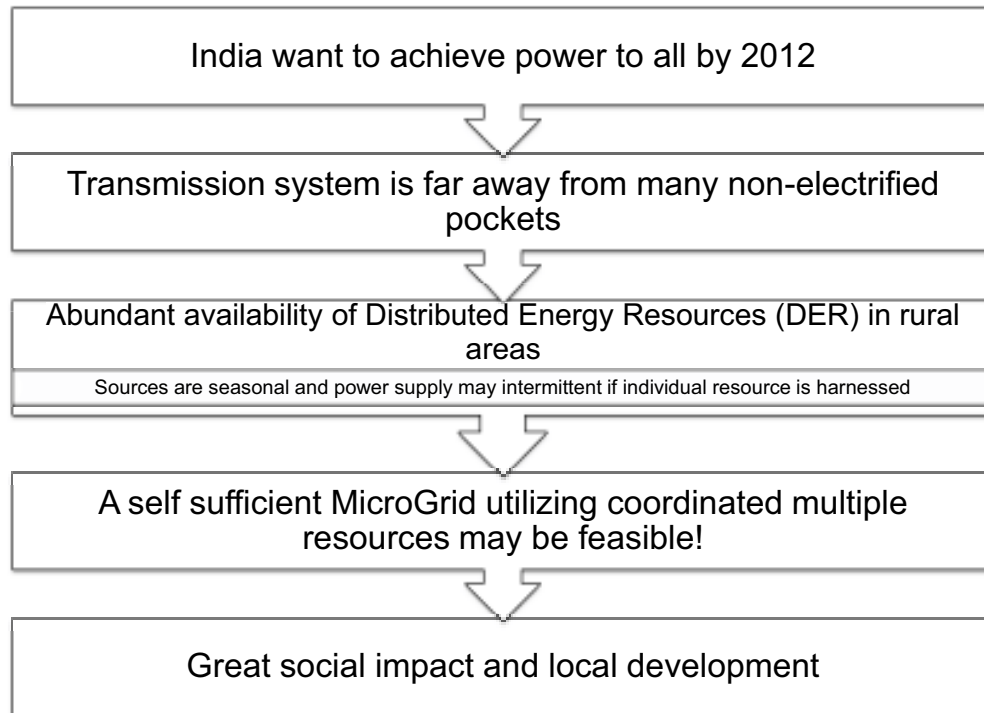 India want to achieve power to all by 2012
Transmission system is far away from many non-electrified
pockets
Abundant availability of Distributed Energy Resources (DER) in rural
areas
Sources are seasonal and power supply may intermittent if individual resource is harnessed
A self sufficient MicroGrid utilizing coordinated multiple
resources may be feasible!
Great social impact and local development